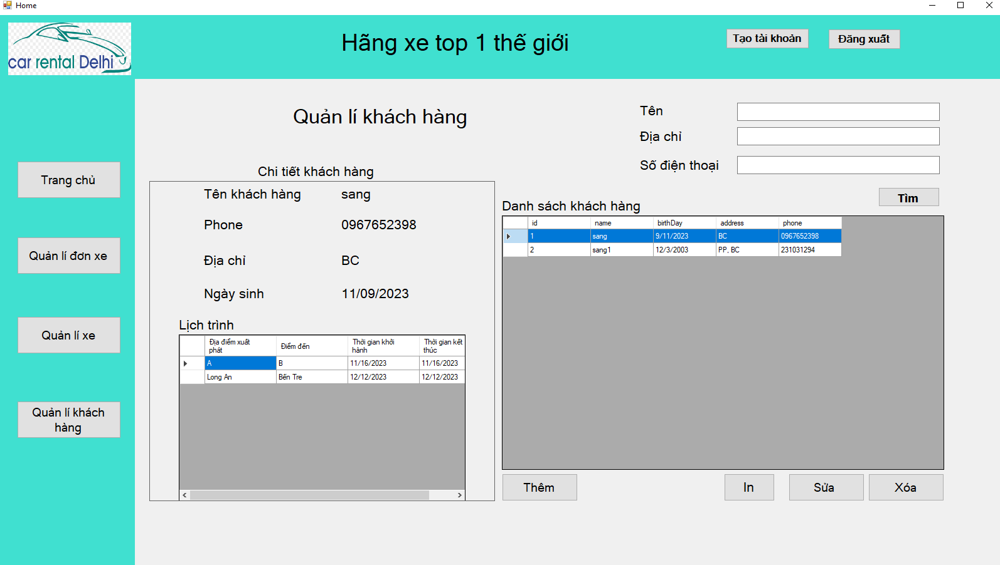 Home
car rental Delhi
Hãng xe top 1 thế giới
Tạo tài khoản
Đăng xuất
Trang chủ
Quản lí đơn xe
Quản lí xe
Quản lí khách
hàng
Quản lí khách hàng
Tên
Địa chỉ
Số điện thoại
Tìm
Chi tiết khách hàng
Tên khách hàng sang
Phone 0967652398
Địa chỉ BC
Ngày sinh 11/09/2023
Lịch trình
Địa điểm xuất phát Điểm đến Thời gian khởi hành Thời gian kết thúc
A B 11/16/2023 11/16/2023
Long An Bến Tre 12/12/2023 12/12/2023
Danh sách khách hàng
id name birthDay address phone
1 sang 9/11/2023 BC 0967652398
2 sang1 12/3/2003 PP, BC 231031294
Thêm
In
Sửa
Xóa